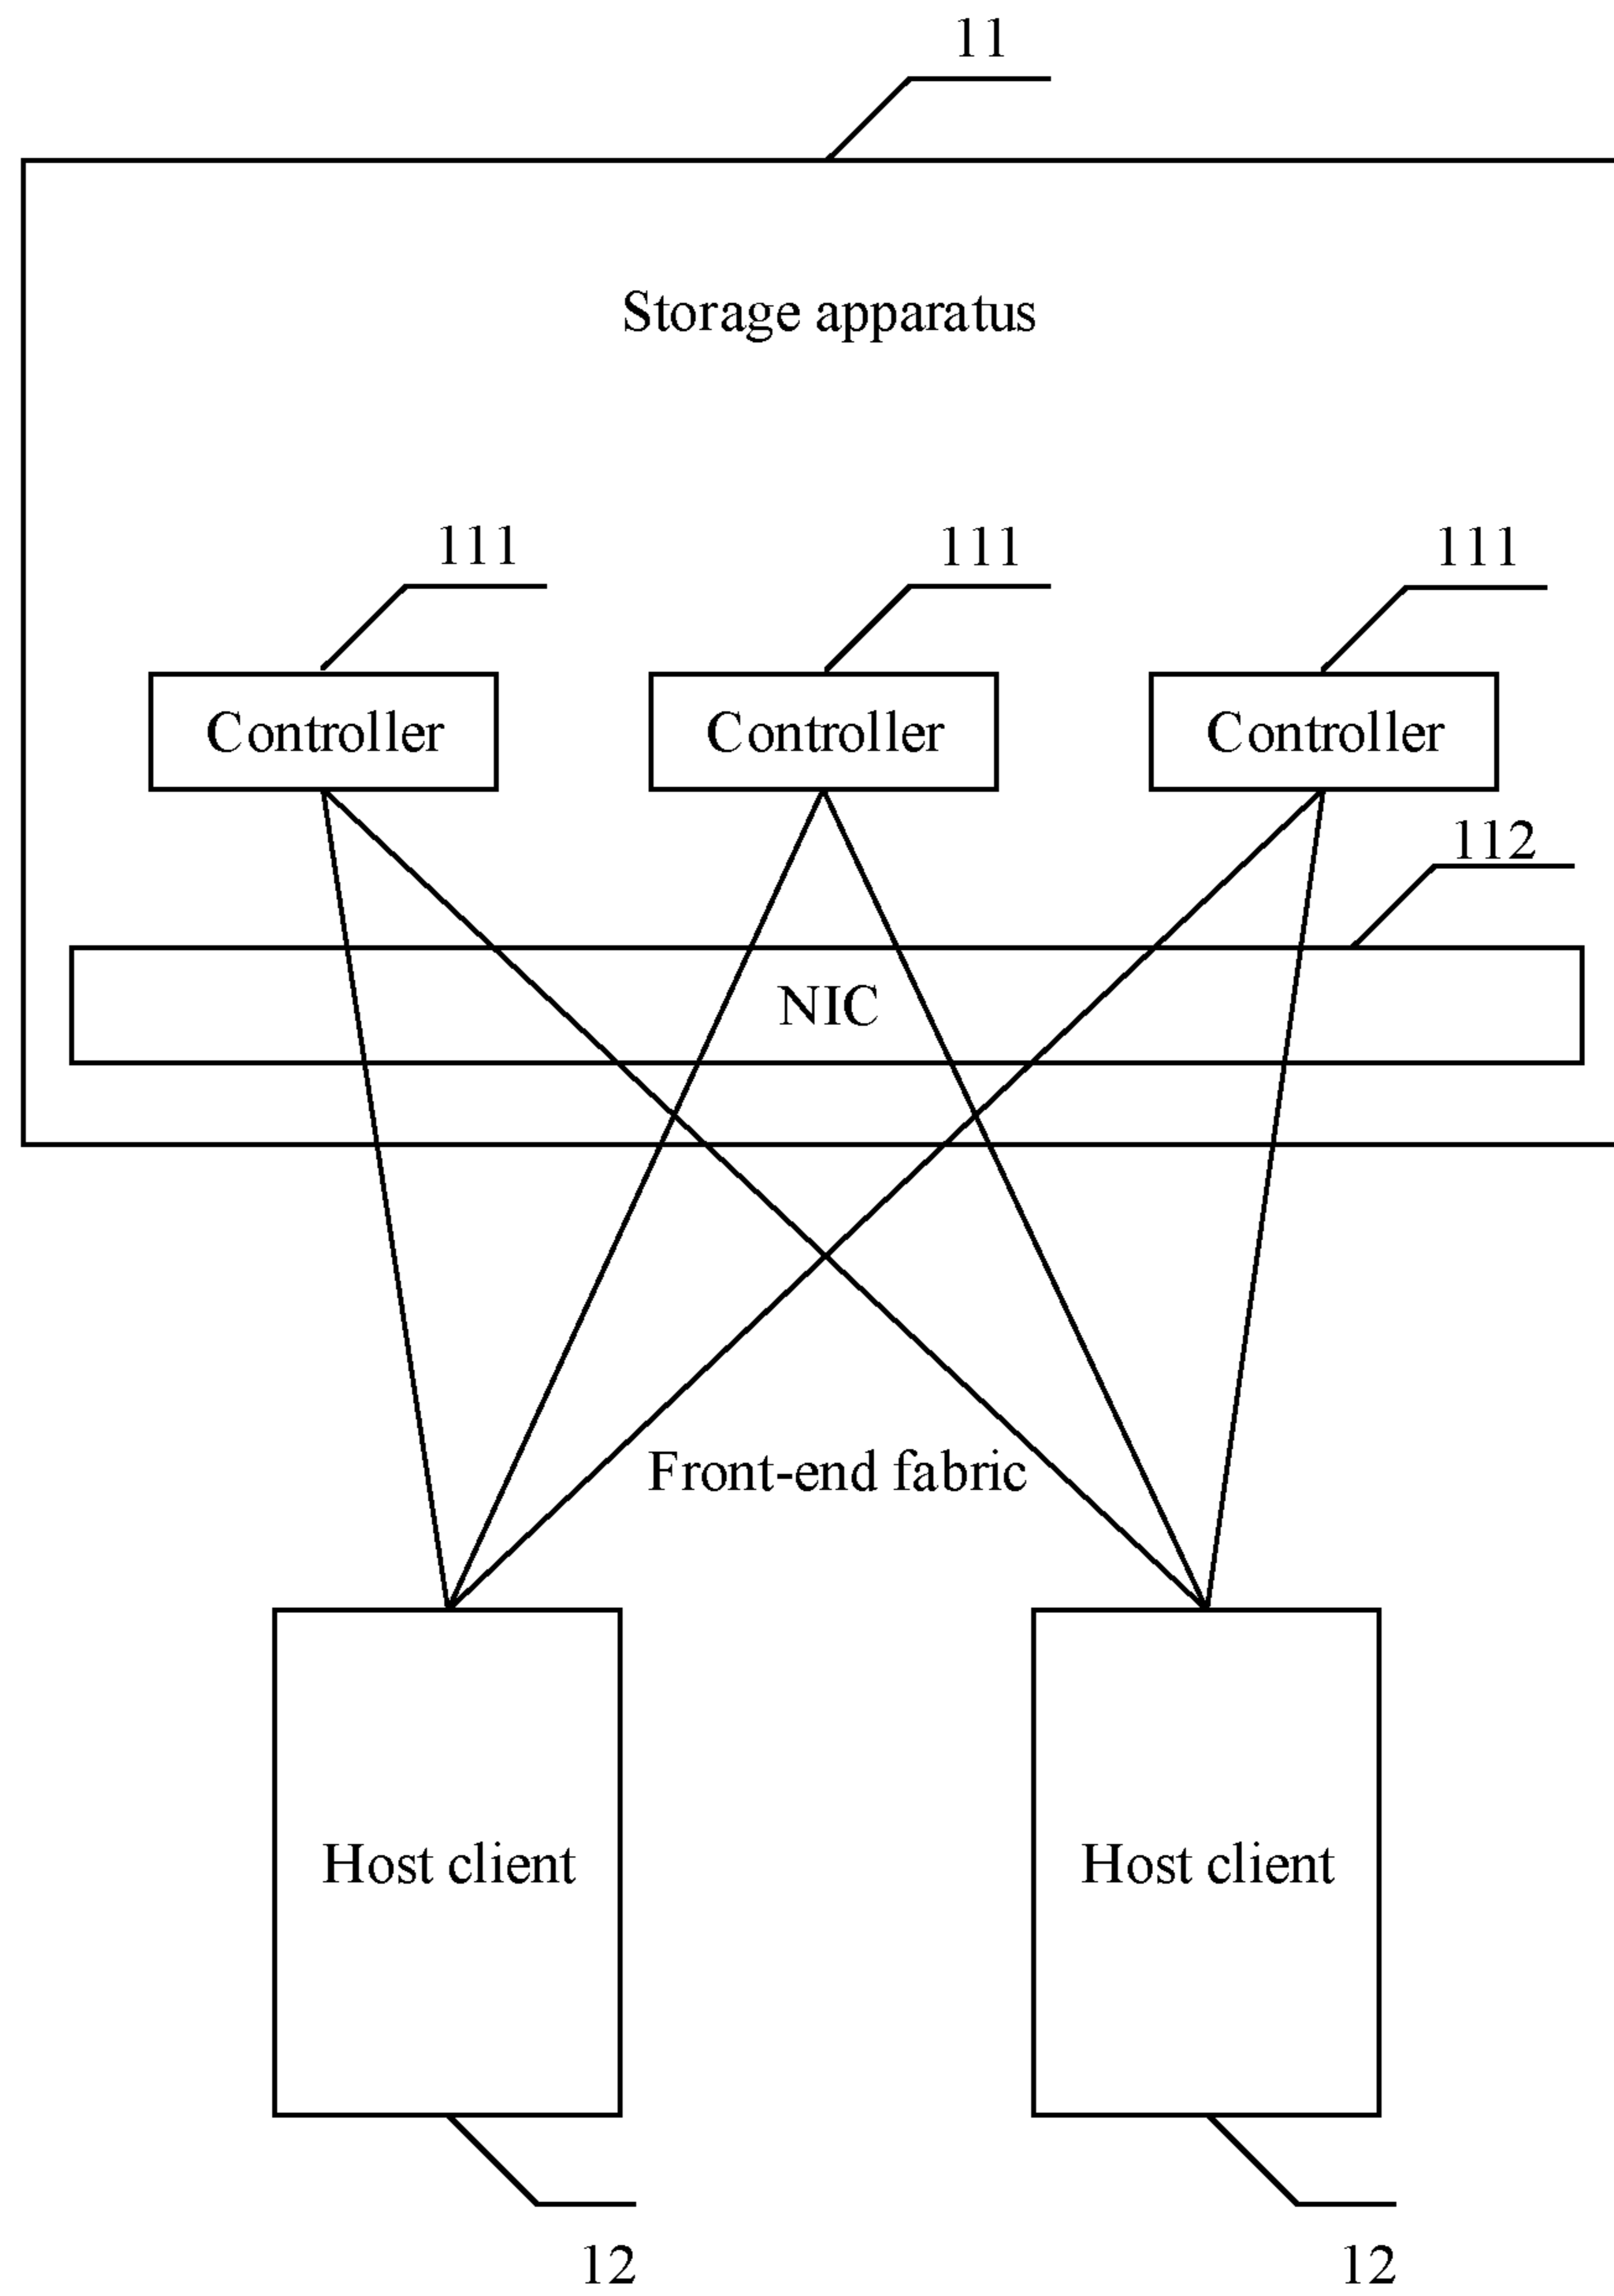 11
Storage apparatus
111 111 111
Controller Controller Controller
112
NIC
Front-end fabric
Host client Host client
12 12